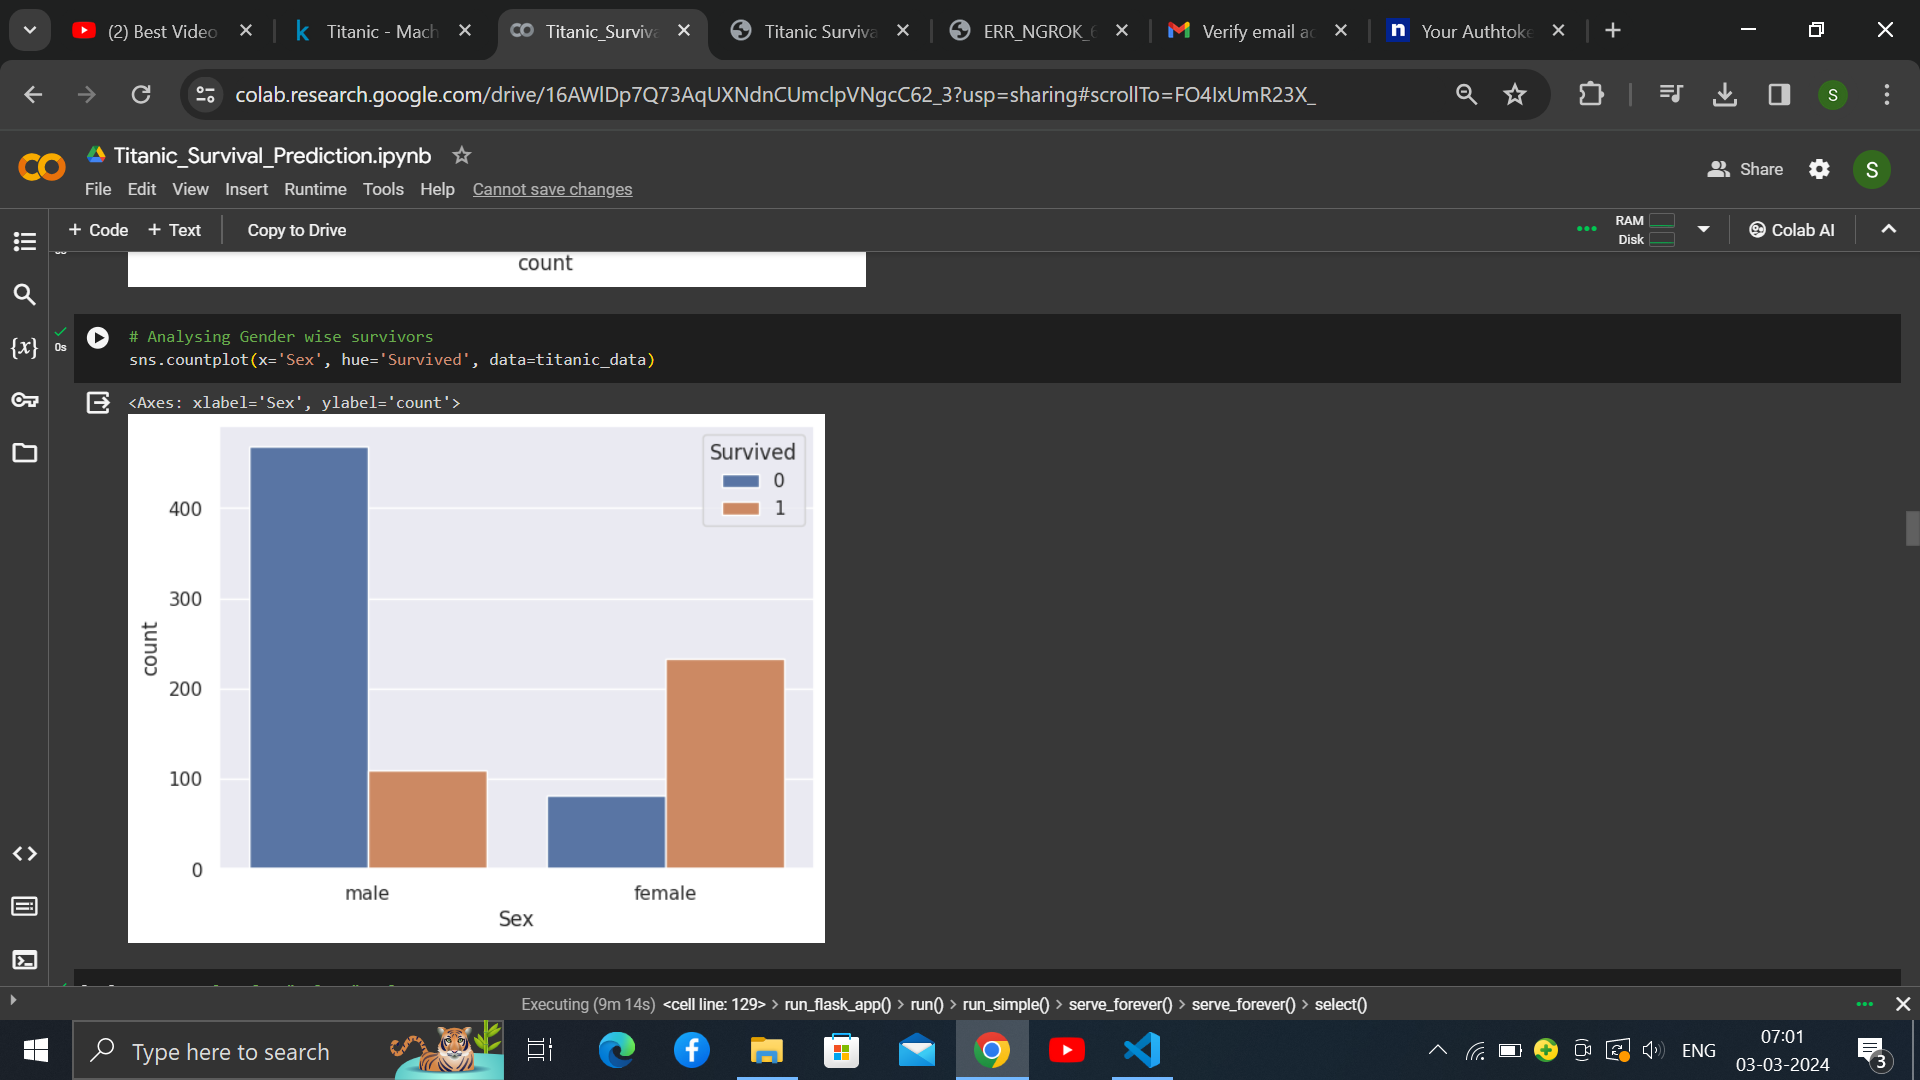 (2) Best Video
Titanic - Mach
Titanic_Surviva
Titanic Surviva
ERR_NGROK_6
Verify email ac
n Your Authtoke
colab.research.google.com/drive/16AWlDp7Q73AqUXNdnCUmclpVNgcC62_3?usp=sharing#scrollTo=FO4IxUmR23X_
S
Titanic_Survival_Prediction.ipynb
File Edit View Insert Runtime Tools Help Cannot save changes
Share
S
+ Code + Text Copy to Drive
RAM
Disk
Colab AI
count
0s
# Analysing Gender wise survivors
sns.countplot(x='Sex', hue='Survived', data=titanic_data)
<Axes: xlabel='Sex', ylabel='count'>
Survived
0
1
400
300
200
100
0
count
male female
Sex
Executing (9m 14s) <cell line: 129> > run_flask_app() > run() > run_simple() > serve_forever() > serve_forever() > select()
Type here to search
ENG
07:01
03-03-2024
3